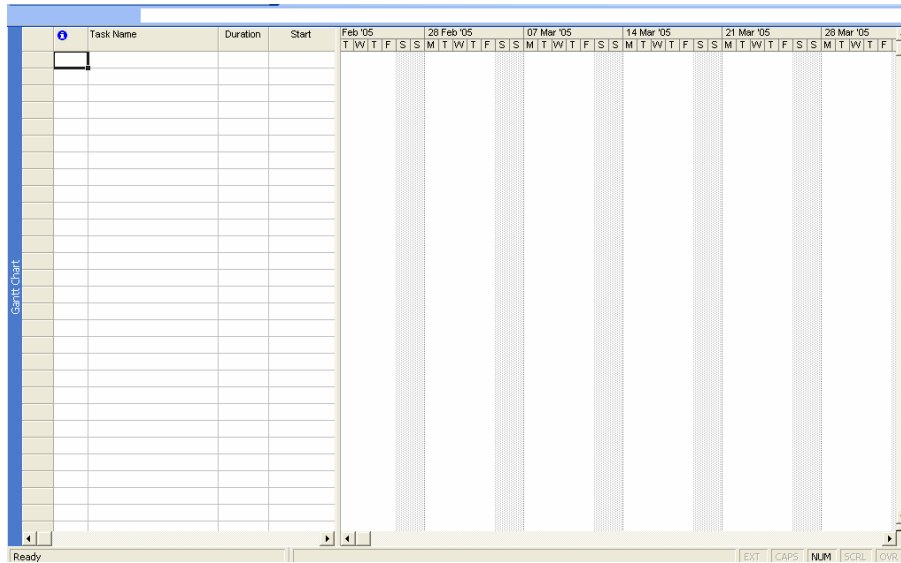 Task Name Duration Start Feb '05 28 Feb '05 07 Mar '05 14 Mar '05 21 Mar '05 28 Mar '05
T W T F S S M T W T F S S M T W T F S S M T W T F S S M T W T F S S M T W T F
Gantt Chart
Ready EXT CAPS NUM SCRL OVR